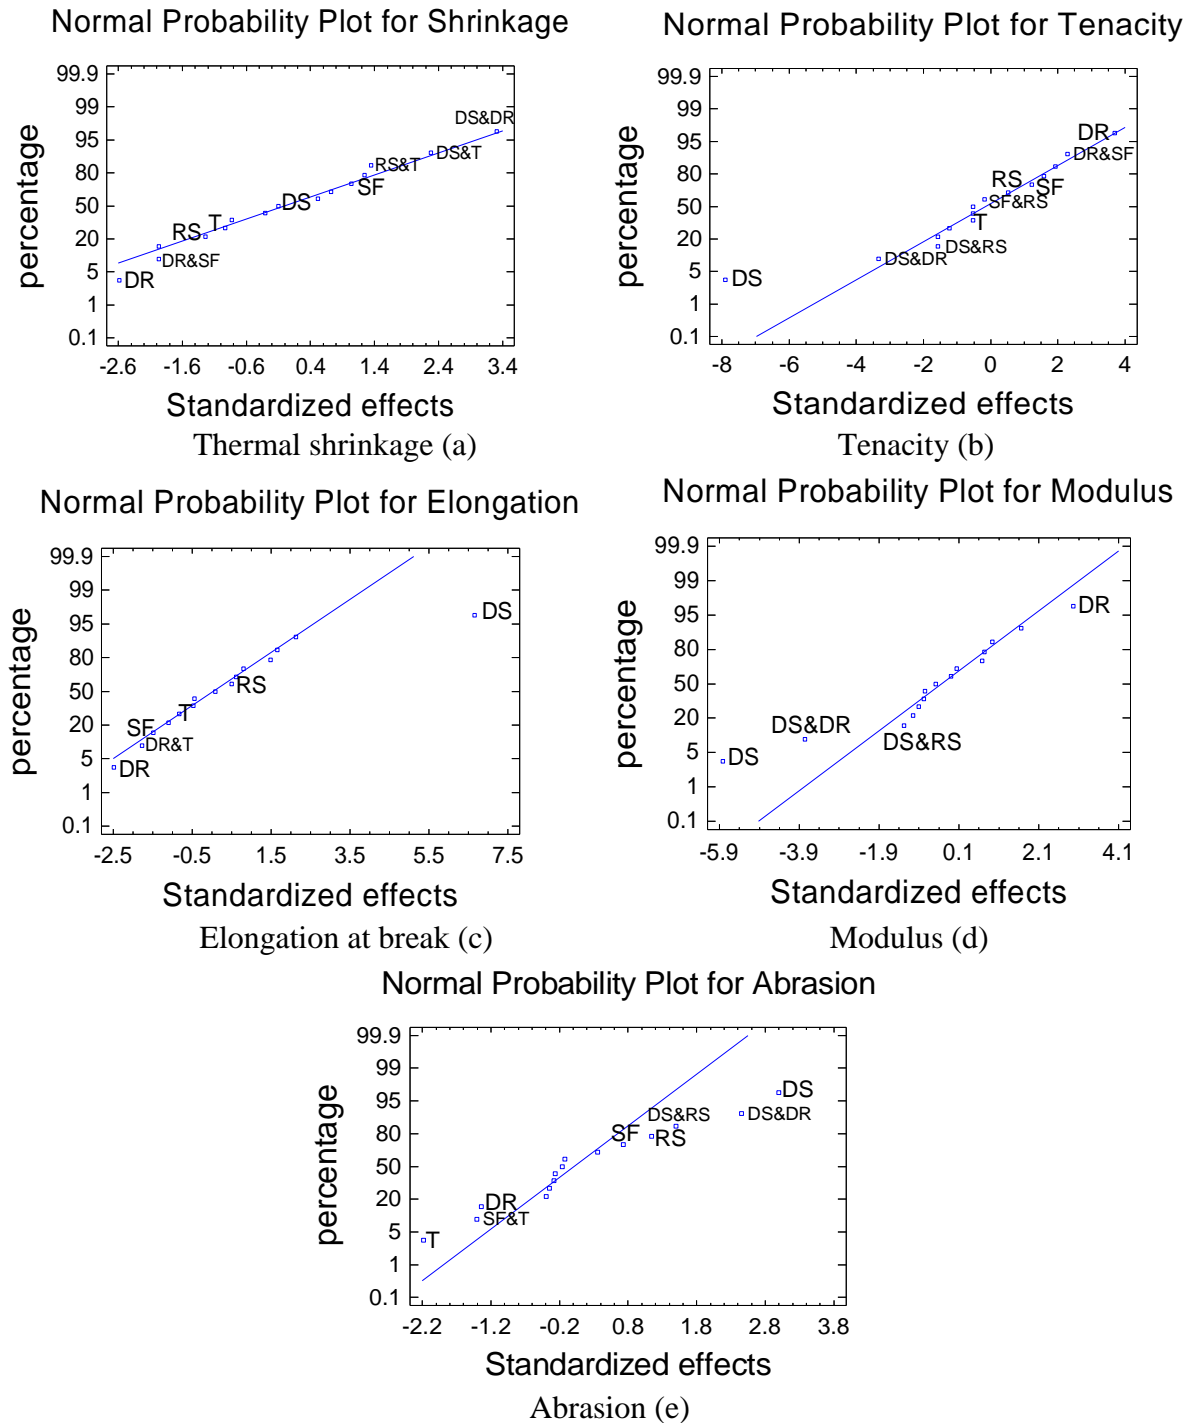 Normal Probability Plot for Shrinkage
percentage
99.9
99
95
80
50
20
5
1
0.1
DS&DR
DS&T
RS&T
SF
DS
T
RS
DR&SF
DR
-2.6 -1.6 -0.6 0.4 1.4 2.4 3.4
Standardized effects
Thermal shrinkage (a)
Normal Probability Plot for Tenacity
percentage
99.9
99
95
80
50
20
5
1
0.1
DR
DR&SF
RS
SF
SF&RS
T
DS&RS
DS&DR
DS
-8 -6 -4 -2 0 2 4
Standardized effects
Tenacity (b)
Normal Probability Plot for Elongation
percentage
99.9
99
95
80
50
20
5
1
0.1
DS
RS
T
SF
DR&T
DR
-2.5 -0.5 1.5 3.5 5.5 7.5
Standardized effects
Elongation at break (c)
Normal Probability Plot for Modulus
percentage
99.9
99
95
80
50
20
5
1
0.1
DR
DS&DR
DS&RS
DS
-5.9 -3.9 -1.9 0.1 2.1 4.1
Standardized effects
Modulus (d)
Normal Probability Plot for Abrasion
percentage
99.9
99
95
80
50
20
5
1
0.1
DS
DS&RS
DS&DR
SF
RS
DR
SF&T
T
-2.2 -1.2 -0.2 0.8 1.8 2.8 3.8
Standardized effects
Abrasion (e)